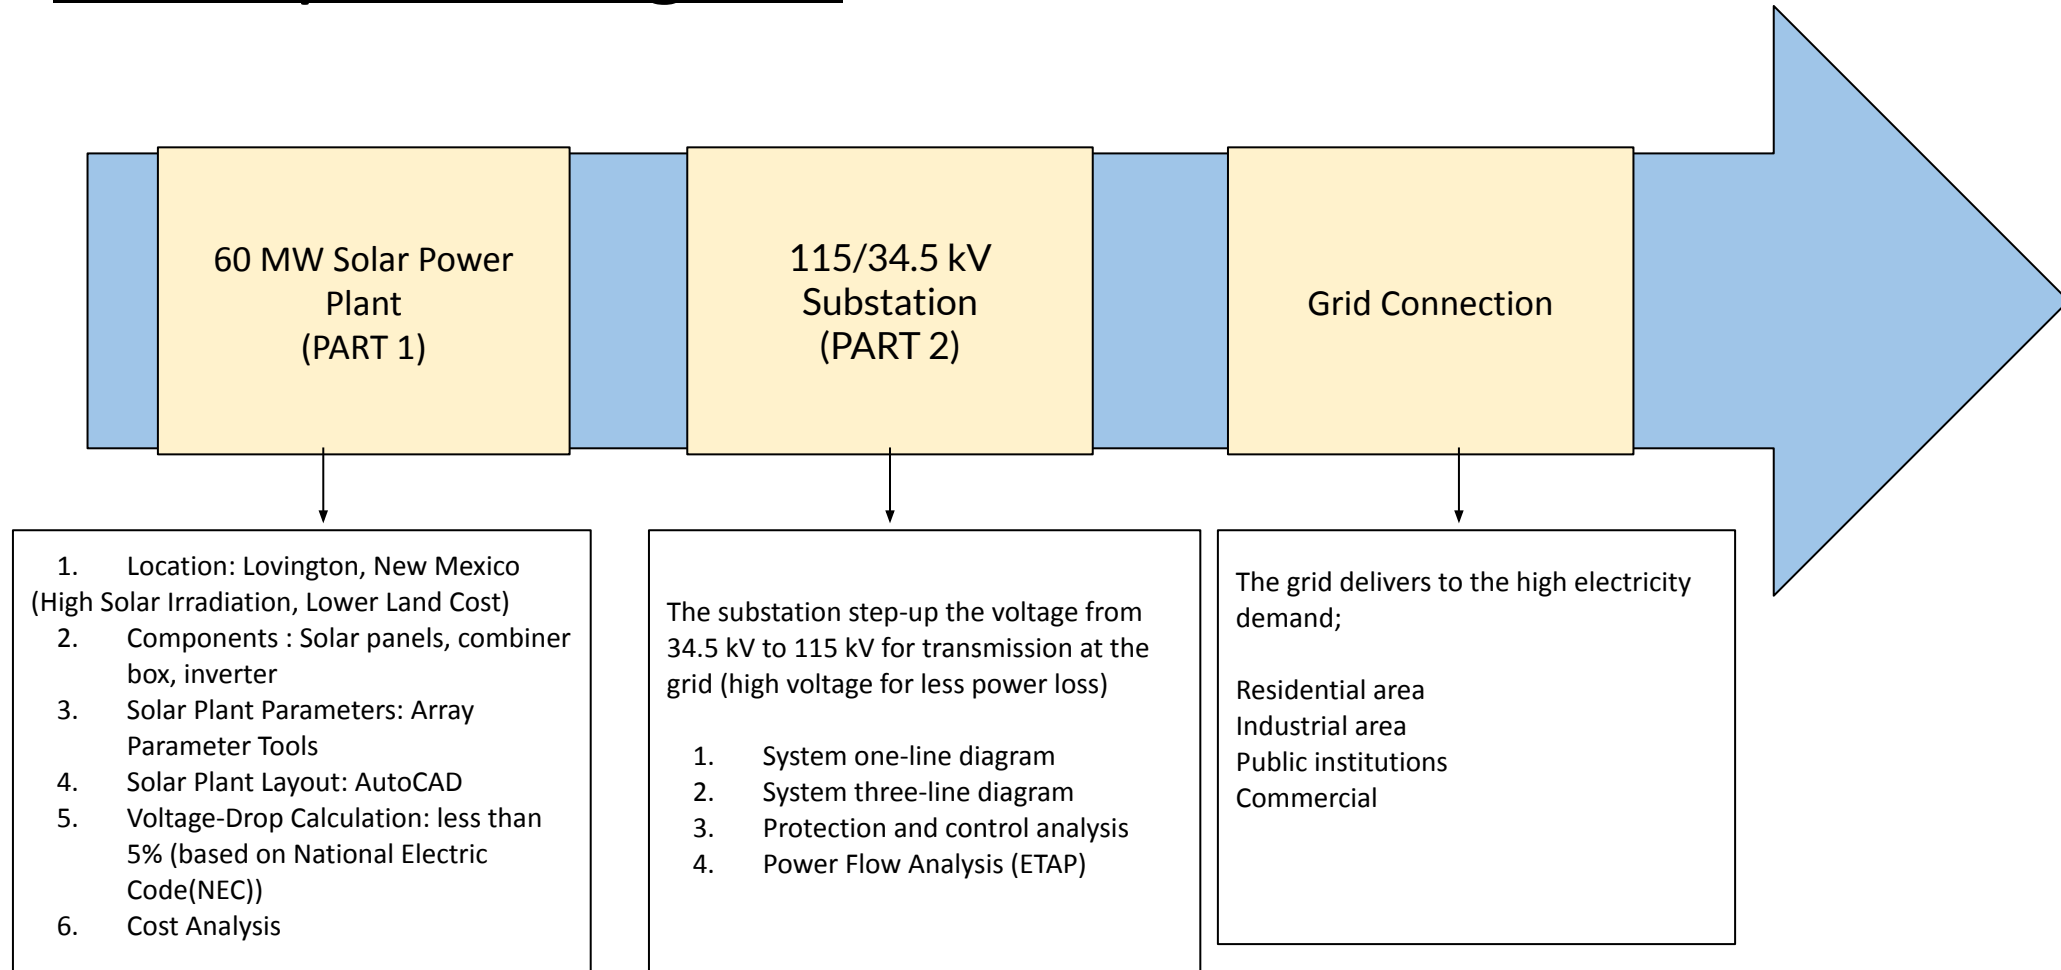 60 MW Solar Power
Plant
(PART 1)
115/34.5 kV
Substation
(PART 2)
Grid Connection
1. Location: Lovington, New Mexico
(High Solar Irradiation, Lower Land Cost)
2. Components : Solar panels, combiner
box, inverter
3. Solar Plant Parameters: Array
Parameter Tools
4. Solar Plant Layout: AutoCAD
5. Voltage-Drop Calculation: less than
5% (based on National Electric
Code(NEC))
6. Cost Analysis
The substation step-up the voltage from
34.5 kV to 115 kV for transmission at the
grid (high voltage for less power loss)
1. System one-line diagram
2. System three-line diagram
3. Protection and control analysis
4. Power Flow Analysis (ETAP)
The grid delivers to the high electricity
demand;
Residential area
Industrial area
Public institutions
Commercial